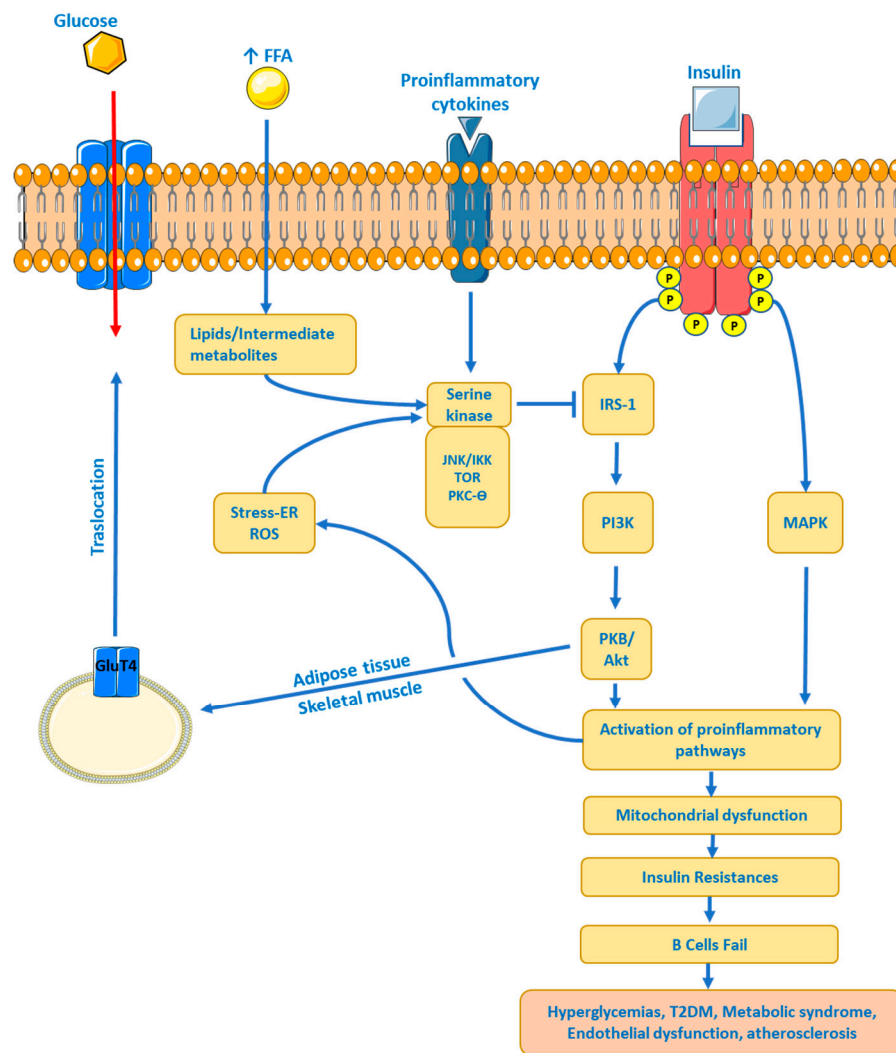 Glucose
↑ FFA
Proinflammatory
cytokines
Insulin
P
P
P
P
P
P
Lipids/Intermediate
metabolites
Serine
kinase
IRS-1
JNK/IKK
TOR
PKC-Ө
Stress-ER
ROS
PI3K
MAPK
Traslocation
PKB/
Akt
GluT4
Adipose tissue
Skeletal muscle
Activation of proinflammatory
pathways
Mitochondrial dysfunction
Insulin Resistances
B Cells Fail
Hyperglycemias, T2DM, Metabolic syndrome,
Endothelial dysfunction, atherosclerosis